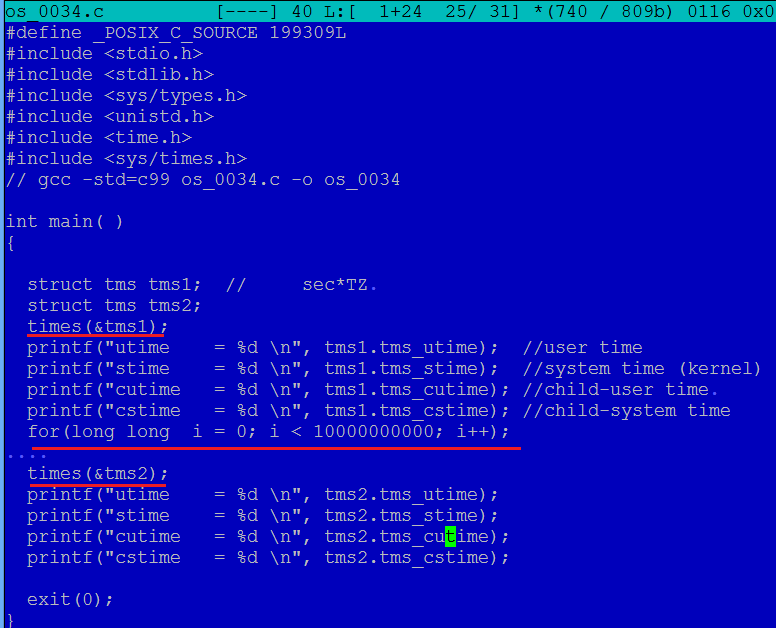 os_0034.c          [----] 40 L:[  1+24  25/ 31] *(740 / 809b) 0116 0x0
#define _POSIX_C_SOURCE 199309L
#include <stdio.h>
#include <stdlib.h>
#include <sys/types.h>
#include <unistd.h>
#include <time.h>
#include <sys/times.h>
// gcc -std=c99 os_0034.c -o os_0034
int main( )
{
  struct tms tms1;  //     sec*TZ.
  struct tms tms2;
  times(&tms1);
  printf("utime    = %d \n", tms1.tms_utime);  //user time
  printf("stime    = %d \n", tms1.tms_stime);  //system time (kernel)
  printf("cutime   = %d \n", tms1.tms_cutime); //child-user time.
  printf("cstime   = %d \n", tms1.tms_cstime); //child-system time
  for(long long  i = 0; i < 10000000000; i++);
....
  times(&tms2);
  printf("utime    = %d \n", tms2.tms_utime);
  printf("stime    = %d \n", tms2.tms_stime);
  printf("cutime   = %d \n", tms2.tms_cutime);
  printf("cstime   = %d \n", tms2.tms_cstime);
  exit(0);
}